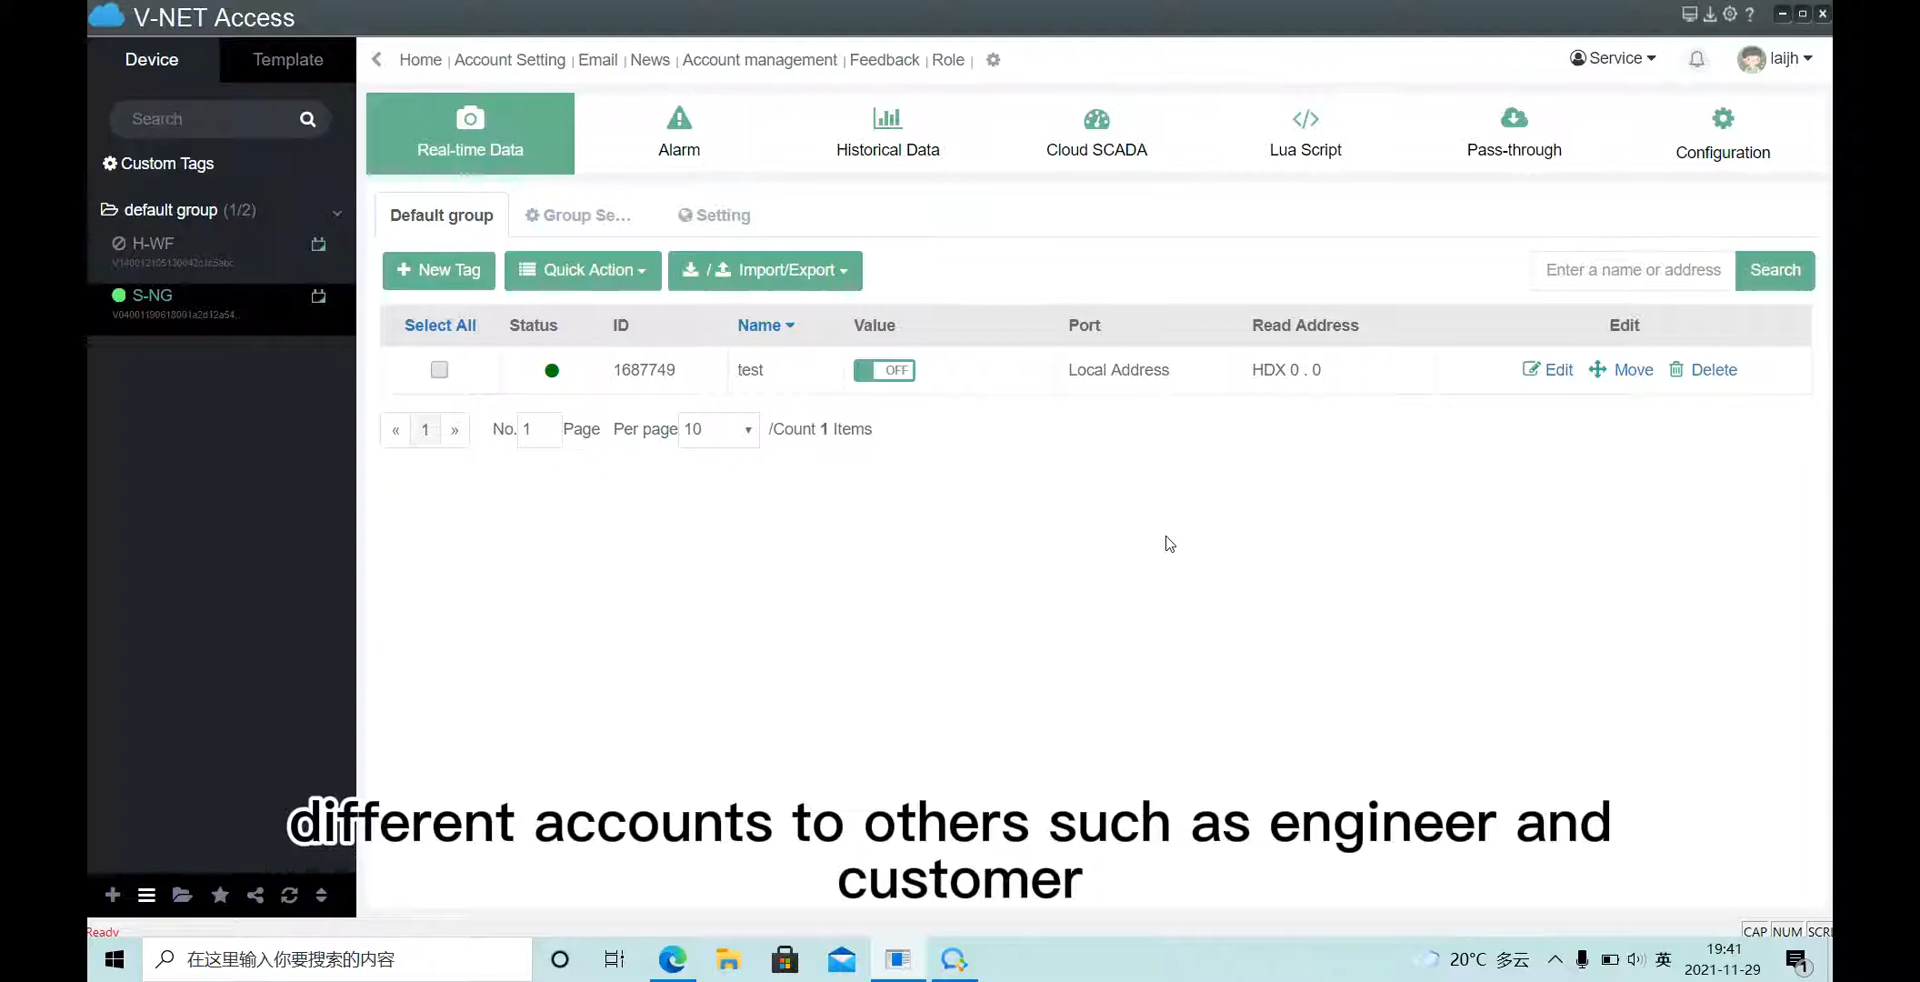 V-NET Access
Device
Template
Home | Account Setting | Email | News | Account management | Feedback | Role |
Service
laijh
Search
Real-time Data
Alarm
Historical Data
Cloud SCADA
Lua Script
Pass-through
Configuration
Custom Tags
default group (1/2)
H-WF
S-NG
Default group
Group Se...
Setting
+ New Tag
Quick Action
/ Import/Export
Enter a name or address
Search
Select All Status ID Name Value Port Read Address Edit
1687749 test OFF Local Address HDX 0 . 0 Edit Move Delete
« 1 » No. 1 Page Per page 10 /Count 1 Items
different accounts to others such as engineer and
customer
Ready
CAP NUM SCRL
在这里输入你要搜索的内容
20°C 多云
英
19:41
2021-11-29
1